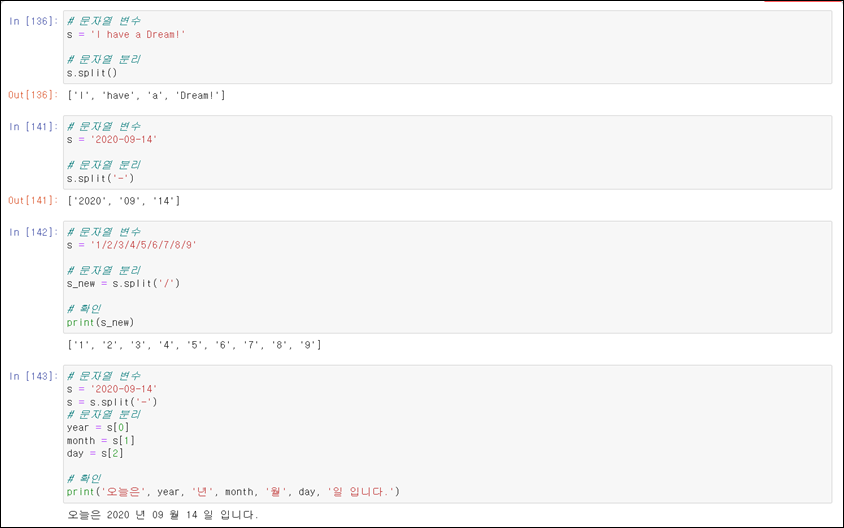 In [136]: # 문자열 변수
s = 'I have a Dream!'
# 문자열 분리
s.split()
Out[136]: ['I', 'have', 'a', 'Dream!']
In [141]: # 문자열 변수
s = '2020-09-14'
# 문자열 분리
s.split('-')
Out[141]: ['2020', '09', '14']
In [142]: # 문자열 변수
s = '1/2/3/4/5/6/7/8/9'
# 문자열 분리
s_new = s.split('/')
# 확인
print(s_new)
['1', '2', '3', '4', '5', '6', '7', '8', '9']
In [143]: # 문자열 변수
s = '2020-09-14'
s = s.split('-')
# 문자열 분리
year = s[0]
month = s[1]
day = s[2]
# 확인
print('오늘은', year, '년', month, '월', day, '일 입니다.')
오늘은 2020 년 09 월 14 일 입니다.